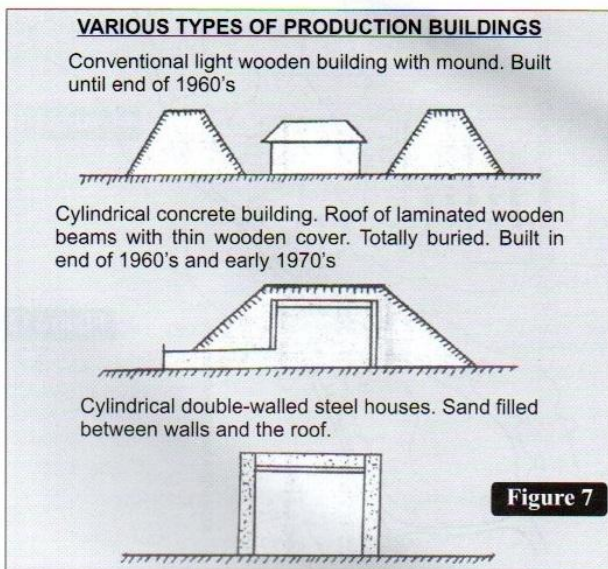 VARIOUS TYPES OF PRODUCTION BUILDINGS
Conventional light wooden building with mound. Built
until end of 1960's
Cylindrical concrete building. Roof of laminated wooden
beams with thin wooden cover. Totally buried. Built in
end of 1960's and early 1970's
Cylindrical double-walled steel houses. Sand filled
between walls and the roof.
Figure 7